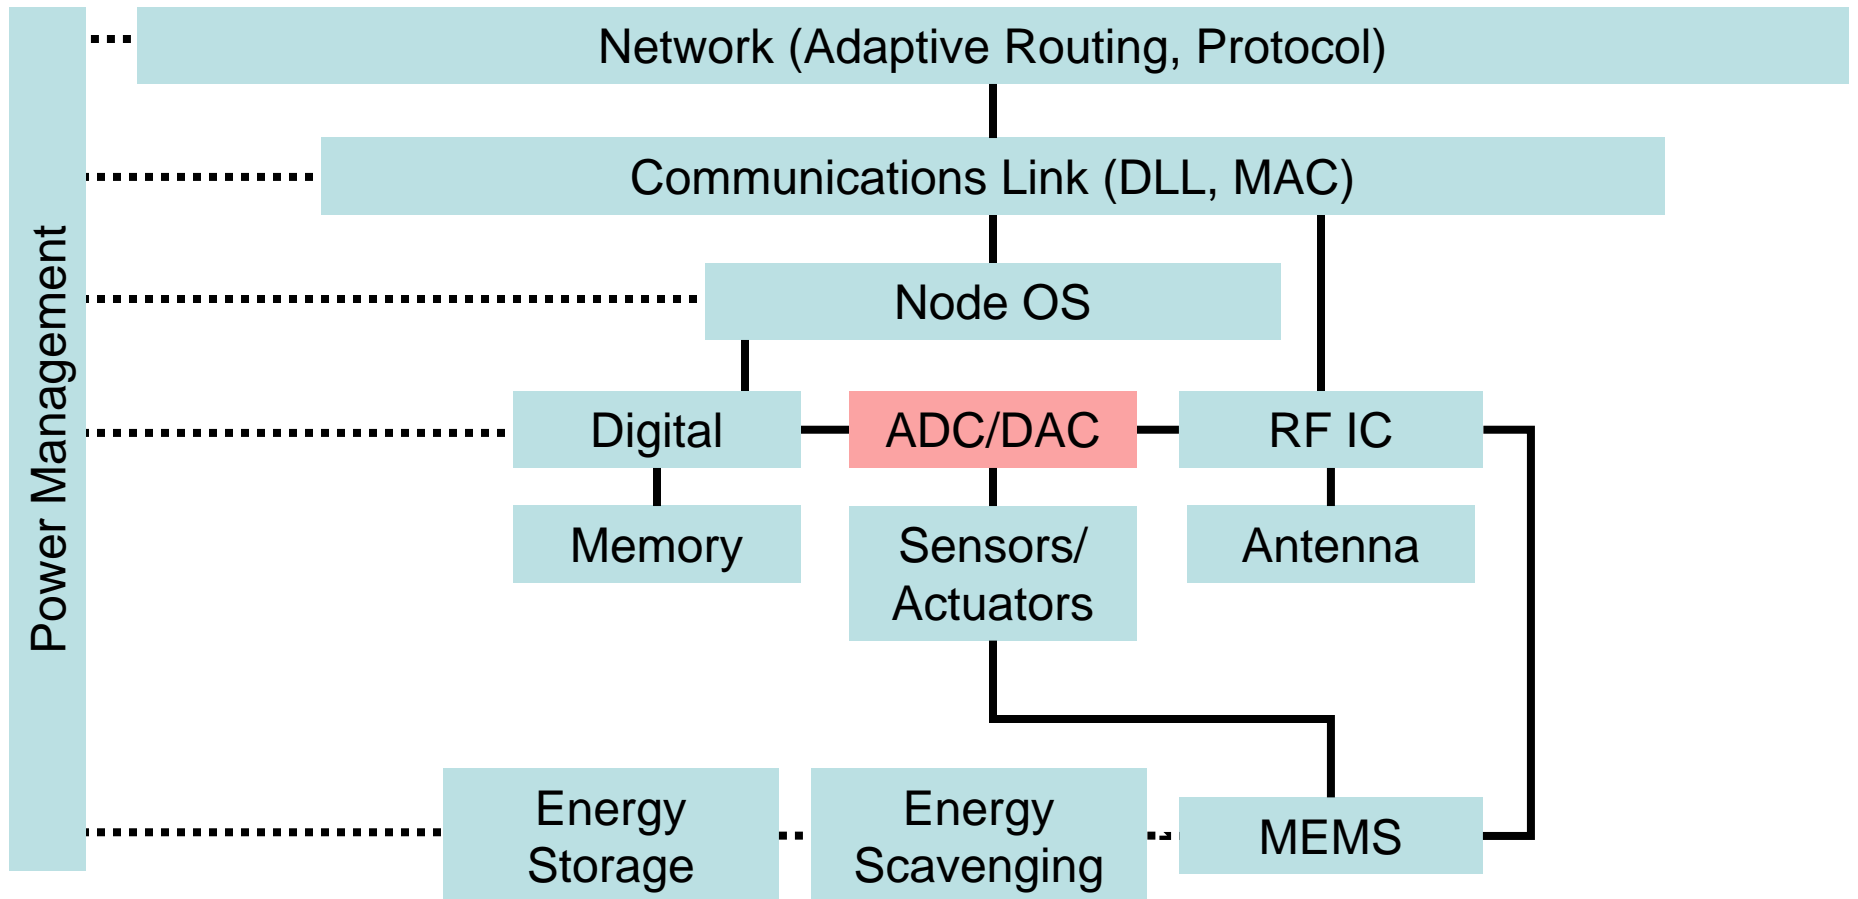 Network (Adaptive Routing, Protocol)
Communications Link (DLL, MAC)
Power Management
Node OS
Digital
ADC/DAC
RF IC
Memory
Sensors/
Actuators
Antenna
Energy
Storage
Energy
Scavenging
MEMS